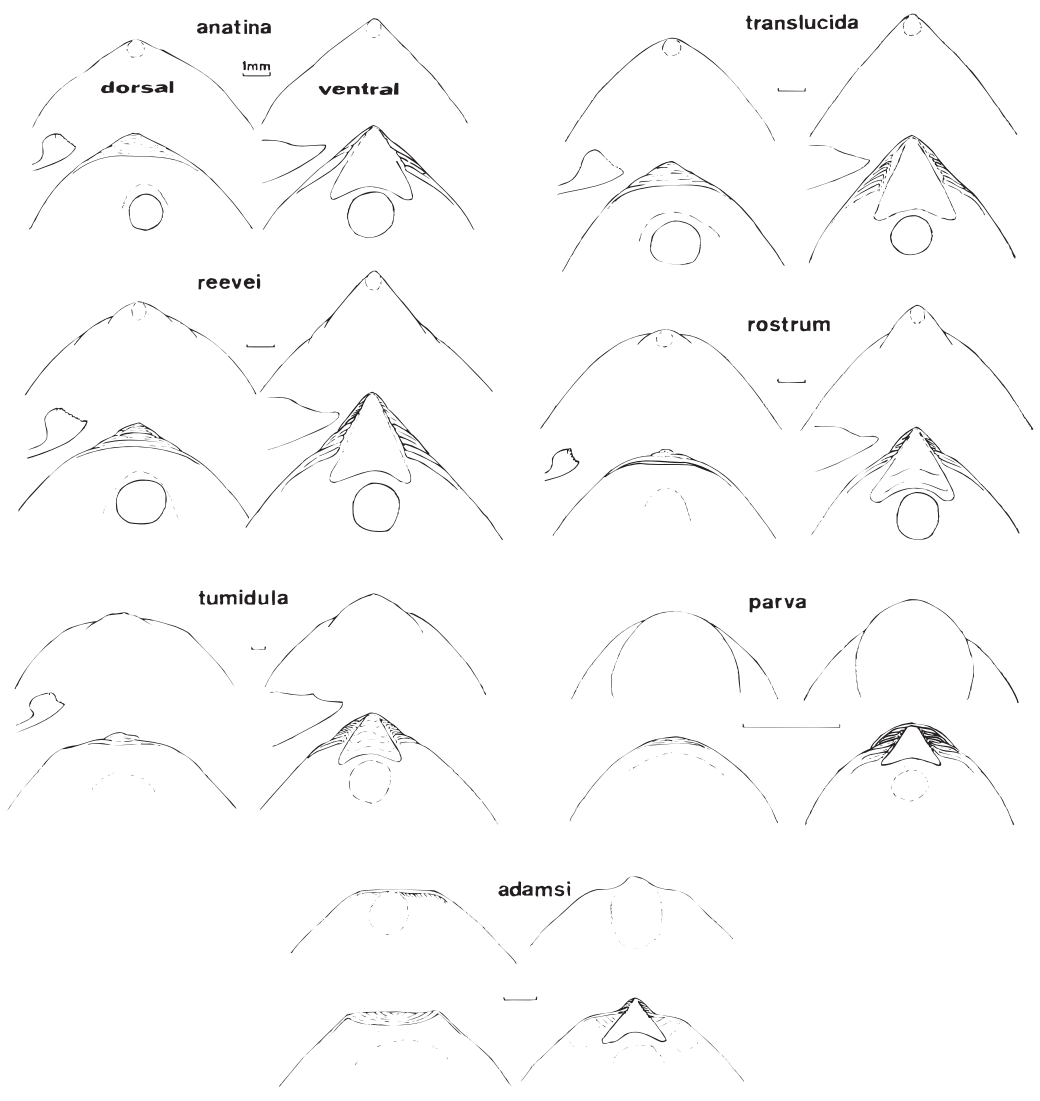 anatina
translucida
1mm
dorsal
ventral
reevei
rostrum
tumidula
parva
adamsi